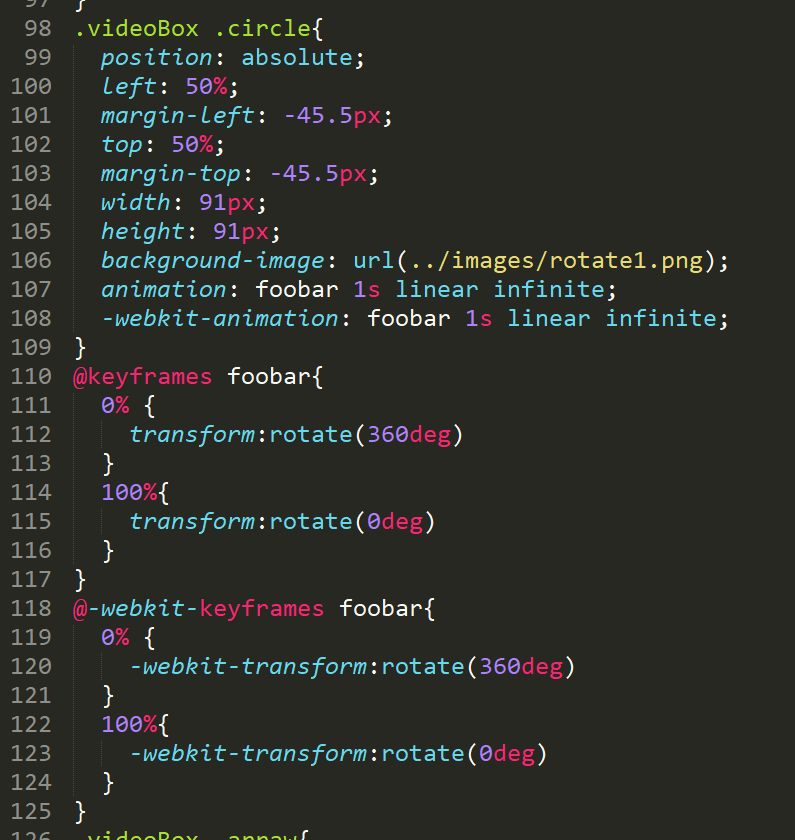 97 }
98 .videoBox .circle{
99 position: absolute;
100 left: 50%;
101 margin-left: -45.5px;
102 top: 50%;
103 margin-top: -45.5px;
104 width: 91px;
105 height: 91px;
106 background-image: url(../images/rotate1.png);
107 animation: foobar 1s linear infinite;
108 -webkit-animation: foobar 1s linear infinite;
109 }
110 @keyframes foobar{
111 0% {
112 transform:rotate(360deg)
113 }
114 100%{
115 transform:rotate(0deg)
116 }
117 }
118 @-webkit-keyframes foobar{
119 0% {
120 -webkit-transform:rotate(360deg)
121 }
122 100%{
123 -webkit-transform:rotate(0deg)
124 }
125 }
126 .videoBox